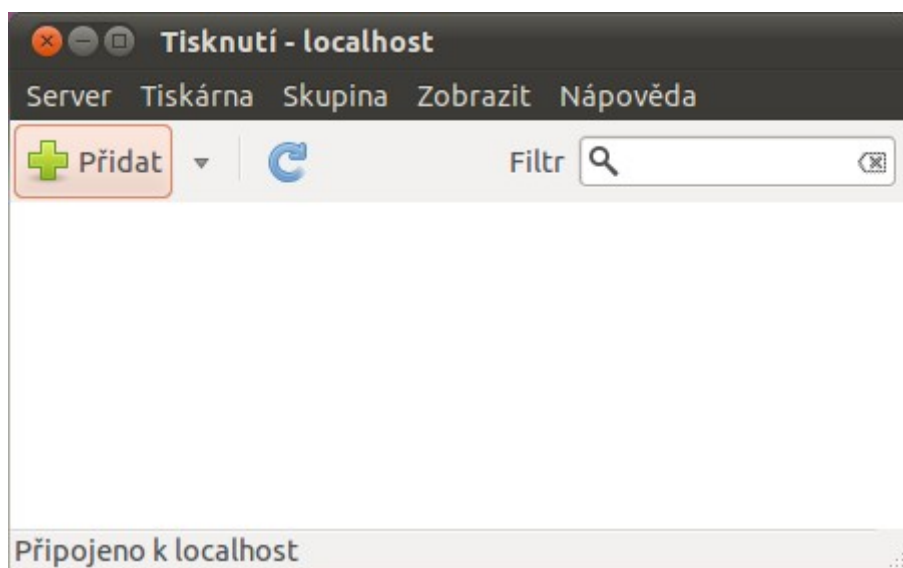 Tisknutí - localhost
Server Tiskárna Skupina Zobrazit Nápověda
Přidat Filtr
Připojeno k localhost